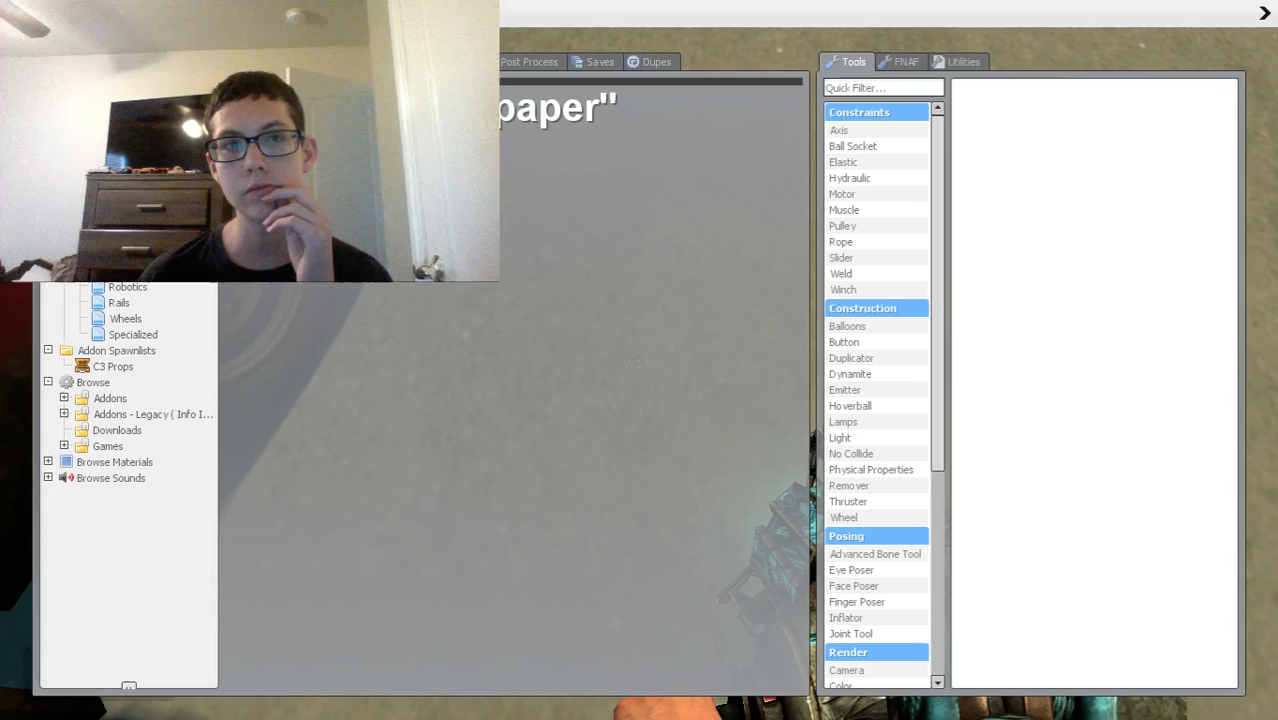 Post Process Saves Dupes
paper"
Robotics
Rails
Wheels
Specialized
Addon Spawnlists
C3 Props
Browse
Addons
Addons - Legacy ( Info I...
Downloads
Games
Browse Materials
Browse Sounds
Tools FNAF Utilities
Quick Filter...
Constraints
Axis
Ball Socket
Elastic
Hydraulic
Motor
Muscle
Pulley
Rope
Slider
Weld
Winch
Construction
Balloons
Button
Duplicator
Dynamite
Emitter
Hoverball
Lamps
Light
No Collide
Physical Properties
Remover
Thruster
Wheel
Posing
Advanced Bone Tool
Eye Poser
Face Poser
Finger Poser
Inflator
Joint Tool
Render
Camera
Color